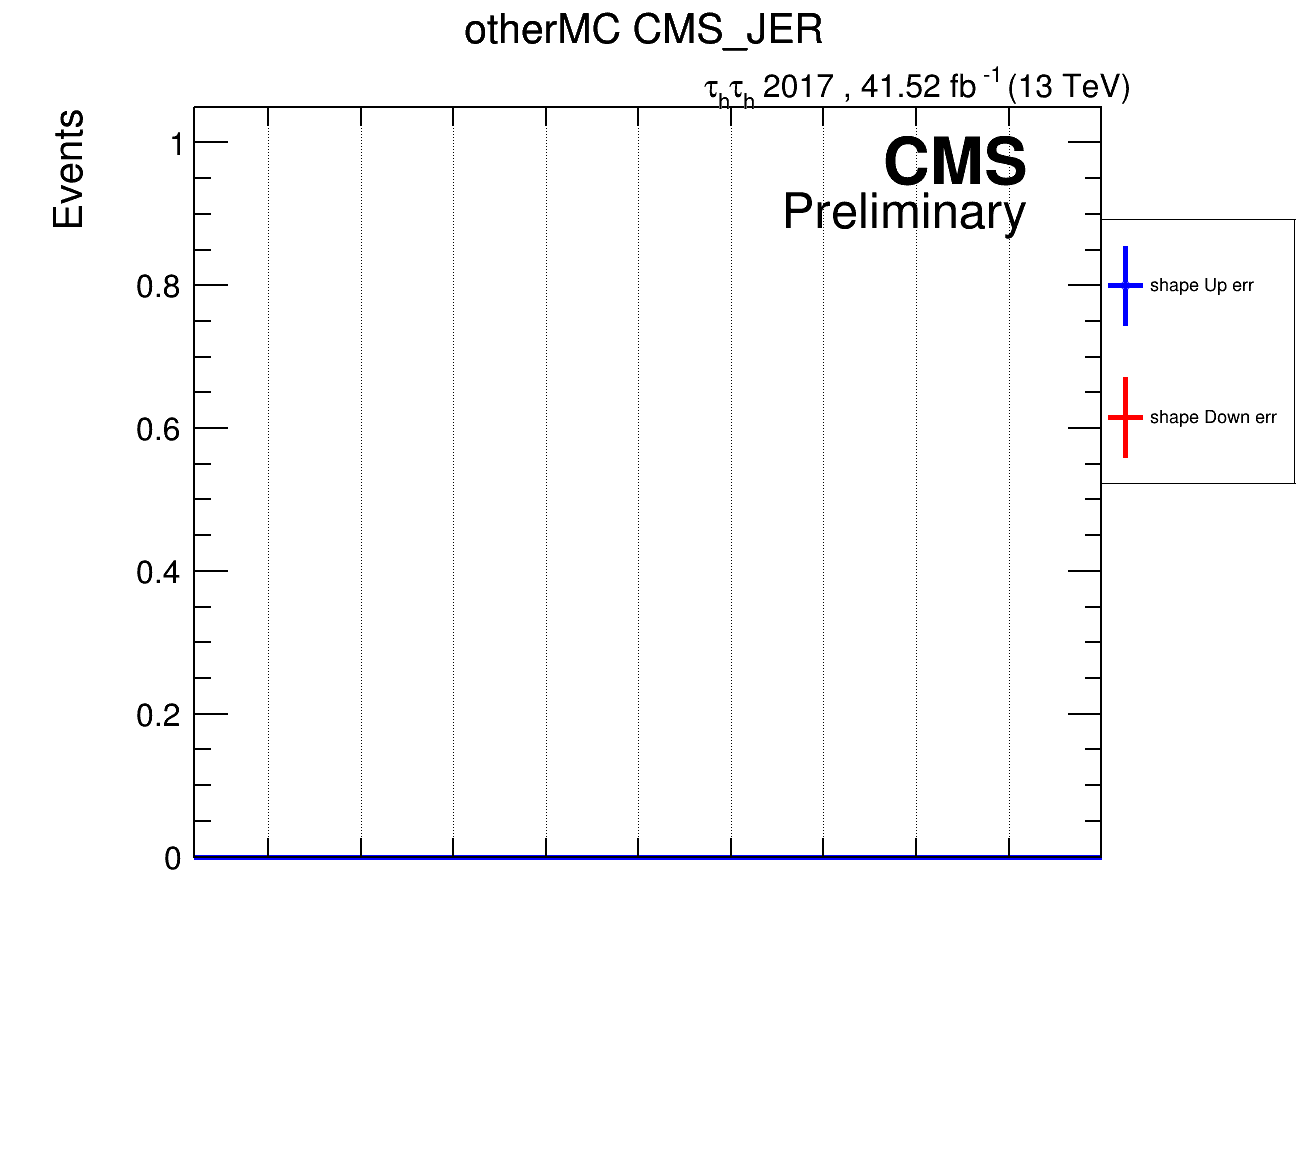 otherMC CMS_JER
τhτh 2017 , 41.52 fb -1 (13 TeV)
Events
CMS
Preliminary
1
0.8
0.6
0.4
0.2
0
shape Up err
shape Down err